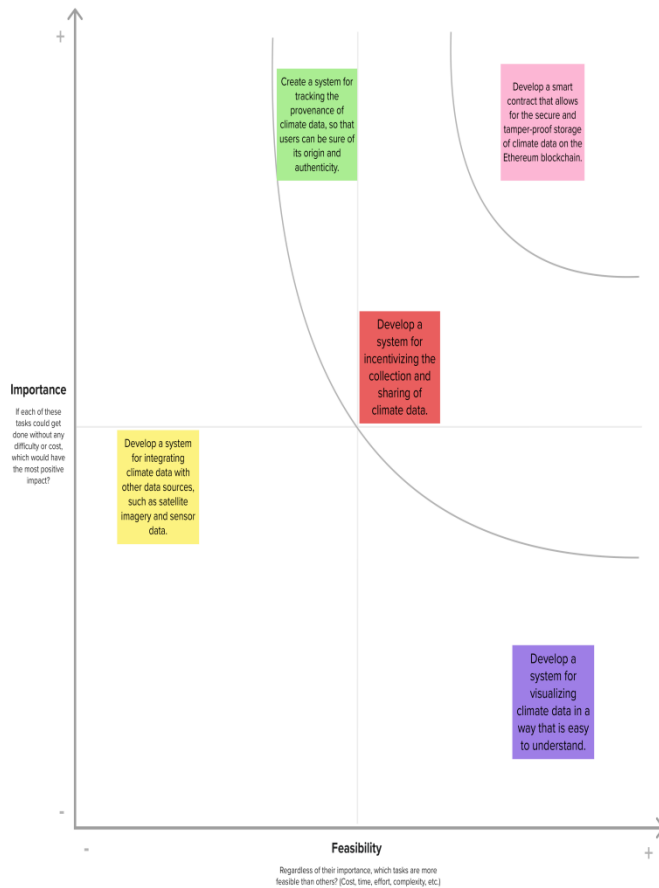 +
Create a system for
tracking the
provenance of
climate data, so that
users can be sure of
its origin and
authenticity.
Develop a smart
contract that allows
for the secure and
tamper-proof storage
of climate data on the
Ethereum blockchain.
Develop a
system for
incentivizing the
collection and
sharing of
climate data.
Importance
If each of these
tasks could get
done without any
difficulty or cost,
which would have
the most positive
impact?
Develop a system
for integrating
climate data with
other data sources,
such as satellite
imagery and sensor
data.
Develop a
system for
visualizing
climate data in a
way that is easy
to understand.
-
-
Feasibility
+
Regardless of their importance, which tasks are more
feasible than others? (Cost, time, effort, complexity, etc.)